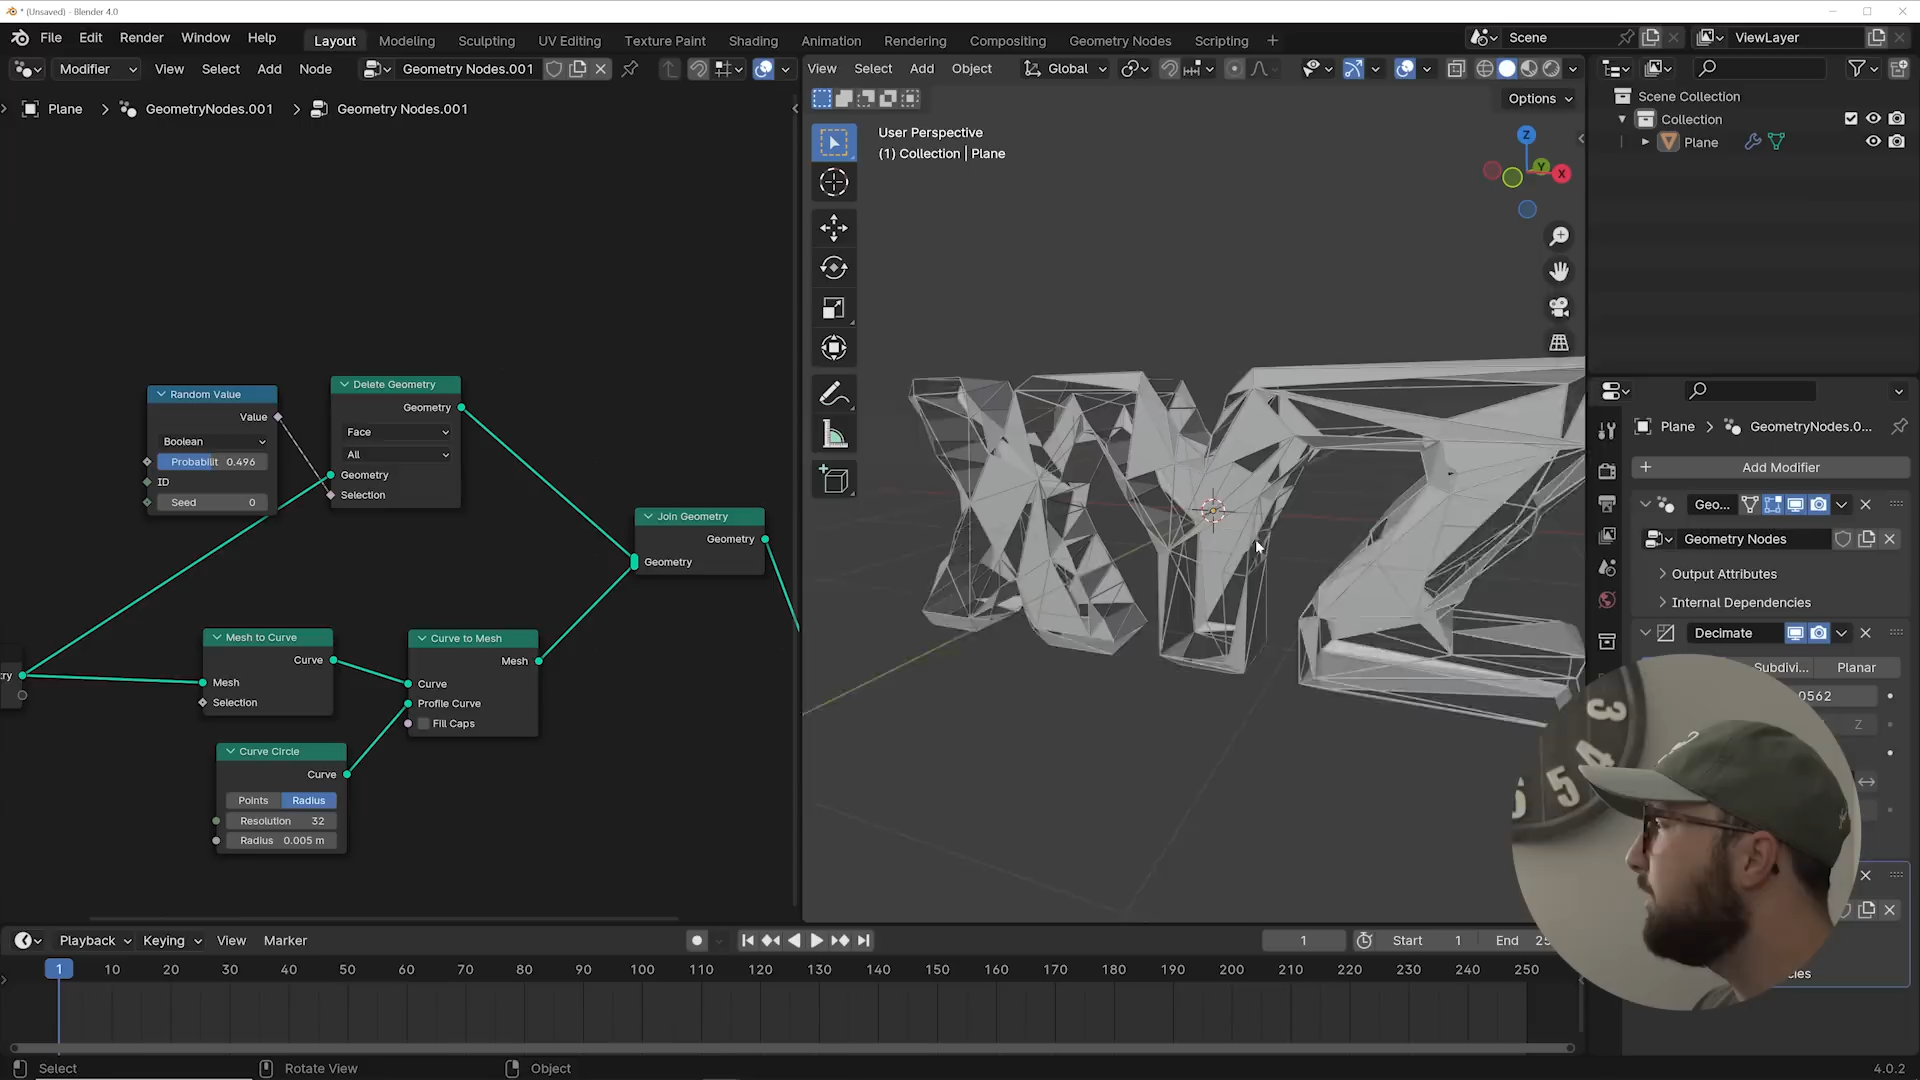 * (Unsaved) - Blender 4.0
File Edit Render Window Help
Layout Modeling Sculpting UV Editing Texture Paint Shading Animation Rendering Compositing Geometry Nodes Scripting +
Scene
ViewLayer
Modifier View Select Add Node
Geometry Nodes.001
View Select Add Object
Global
Plane > GeometryNodes.001 > Geometry Nodes.001
Options
User Perspective
(1) Collection | Plane
Z
Y
X
Scene Collection
Collection
Plane
Random Value
Value
Boolean
Probabilit 0.496
ID
Seed 0
Delete Geometry
Geometry
Face
All
Geometry
Selection
Join Geometry
Geometry
Geometry
Mesh to Curve
Curve
Mesh
Selection
Curve to Mesh
Mesh
Curve
Profile Curve
Fill Caps
Curve Circle
Curve
Points Radius
Resolution 32
Radius 0.005 m
ry
XYZ
Plane > GeometryNodes.0...
Add Modifier
Geo...
Geometry Nodes
Output Attributes
Internal Dependencies
Decimate
Subdivi... Planar
0562
Z
3
4
5
cies
Playback Keying View Marker
1
Start 1
End 25
1 10 20 30 40 50 60 70 80 90 100 110 120 130 140 150 160 170 180 190 200 210 220 230 240 250
Select
Rotate View
Object
4.0.2